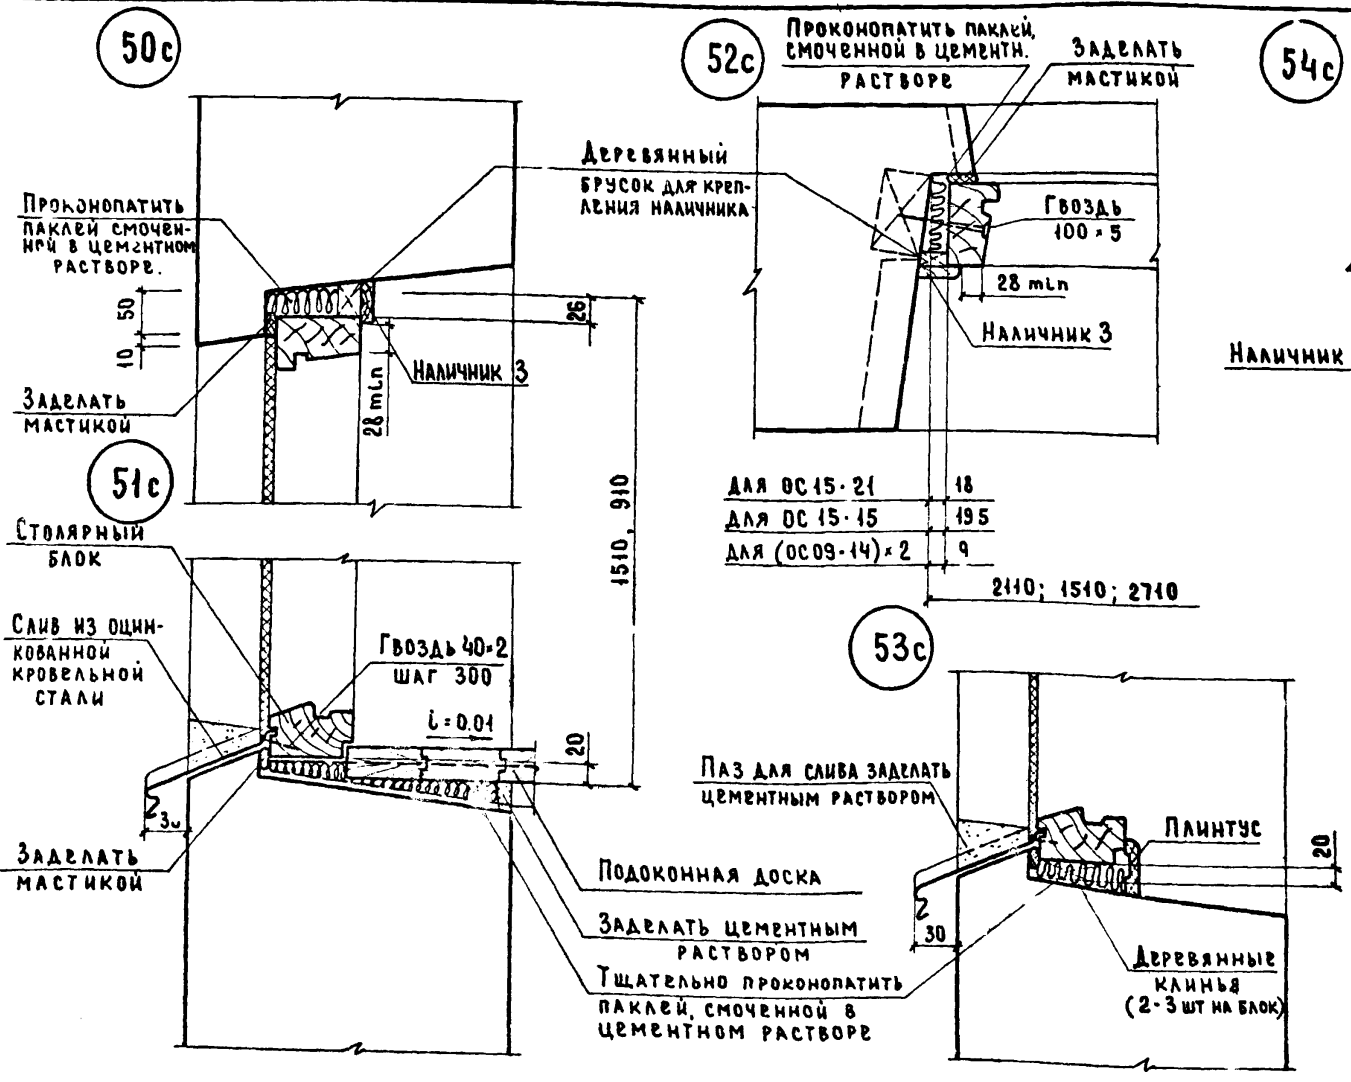 50с
Проконопатить
паклей смочен-
ной в цементном
растворе.
50
10
Заделать
мастикой
26
28 min
Наличник 3
1510, 910
Деревянный
брусок для креп-
ления наличника
52с
Проконопатить паклей,
смоченной в цементн.
растворе
Заделать
мастикой
Гвоздь
100×5
28 min
Наличник 3
Для ОС 15-21 18
Для ОС 15-15 19.5
Для (ОС09-14)×2 9
2110; 1510; 2710
54с
Наличник
51с
Столярный
блок
Слив из оцин-
кованной
кровельной
стали
Гвоздь 40×2
шаг 300
i=0.01
20
30
Заделать
мастикой
Подоконная доска
Заделать цементным
раствором
Тщательно проконопатить
паклей, смоченной в
цементном растворе
53с
Паз для слива заделать
цементным раствором
Плинтус
20
30
Деревянные
клинья
(2-3 шт на блок)